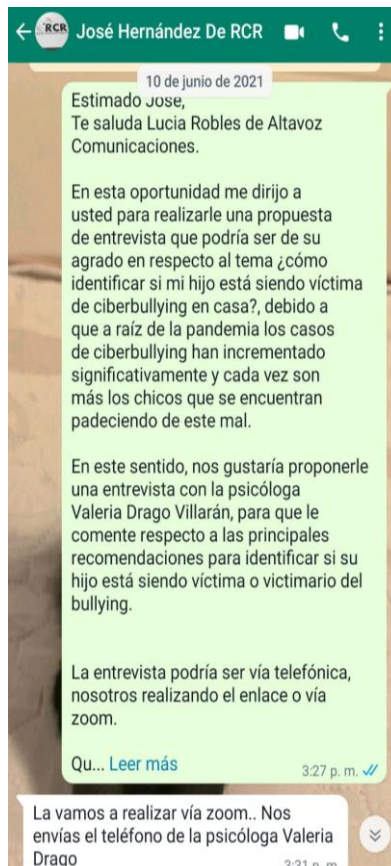 RCR
José Hernández De RCR
10 de junio de 2021
Estimado Jose,
Te saluda Lucia Robles de Altavoz
Comunicaciones.
En esta oportunidad me dirijo a
usted para realizarle una propuesta
de entrevista que podría ser de su
agrado en respecto al tema ¿cómo
identificar si mi hijo está siendo víctima
de ciberbullying en casa?, debido a
que a raíz de la pandemia los casos
de ciberbullying han incrementado
significativamente y cada vez son
más los chicos que se encuentran
padeciendo de este mal.
En este sentido, nos gustaría proponerle
una entrevista con la psicóloga
Valeria Drago Villarán, para que le
comente respecto a las principales
recomendaciones para identificar si su
hijo está siendo víctima o victimario del
bullying.
La entrevista podría ser vía telefónica,
nosotros realizando el enlace o vía
zoom.
Qu... Leer más
3:27 p. m.
La vamos a realizar vía zoom.. Nos
envías el teléfono de la psicóloga Valeria
Drago
3:31 p. m.